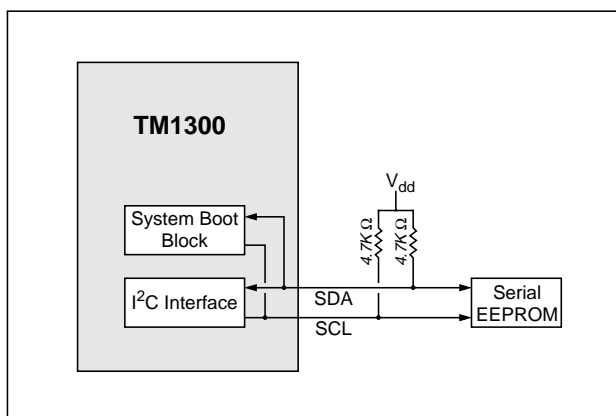 TM1300
V_dd
4.7K Ω
4.7K Ω
System Boot
Block
I²C Interface
SDA
SCL
Serial
EEPROM